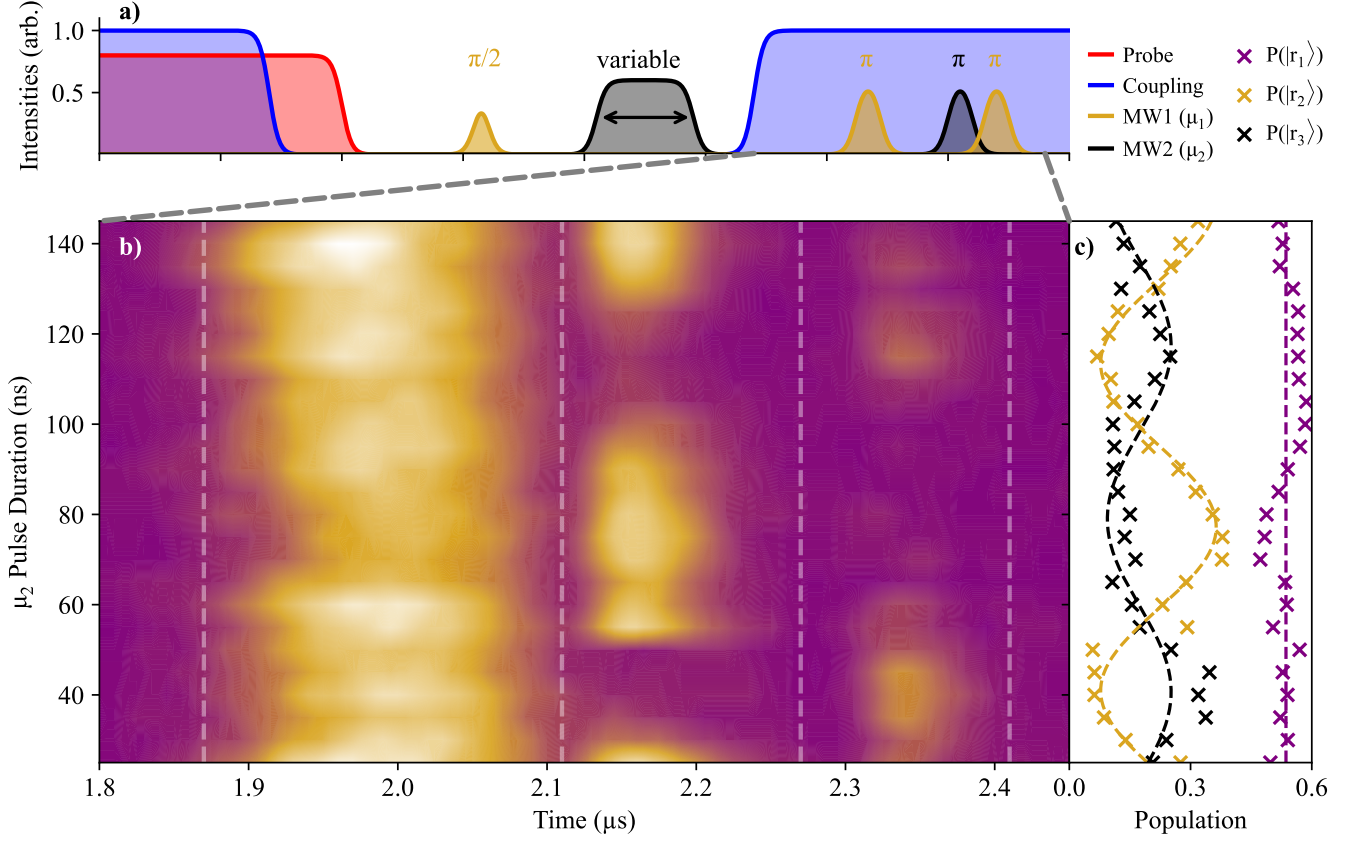 a)
Intensities (arb.)
1.0
0.5
π/2
variable
π
π
π
Probe
Coupling
MW1 (μ₁)
MW2 (μ₂)
P(|r₁⟩)
P(|r₂⟩)
P(|r₃⟩)
b)
c)
μ₂ Pulse Duration (ns)
140
120
100
80
60
40
1.8
1.9
2.0
2.1
2.2
2.3
2.4
Time (μs)
0.0
0.3
0.6
Population